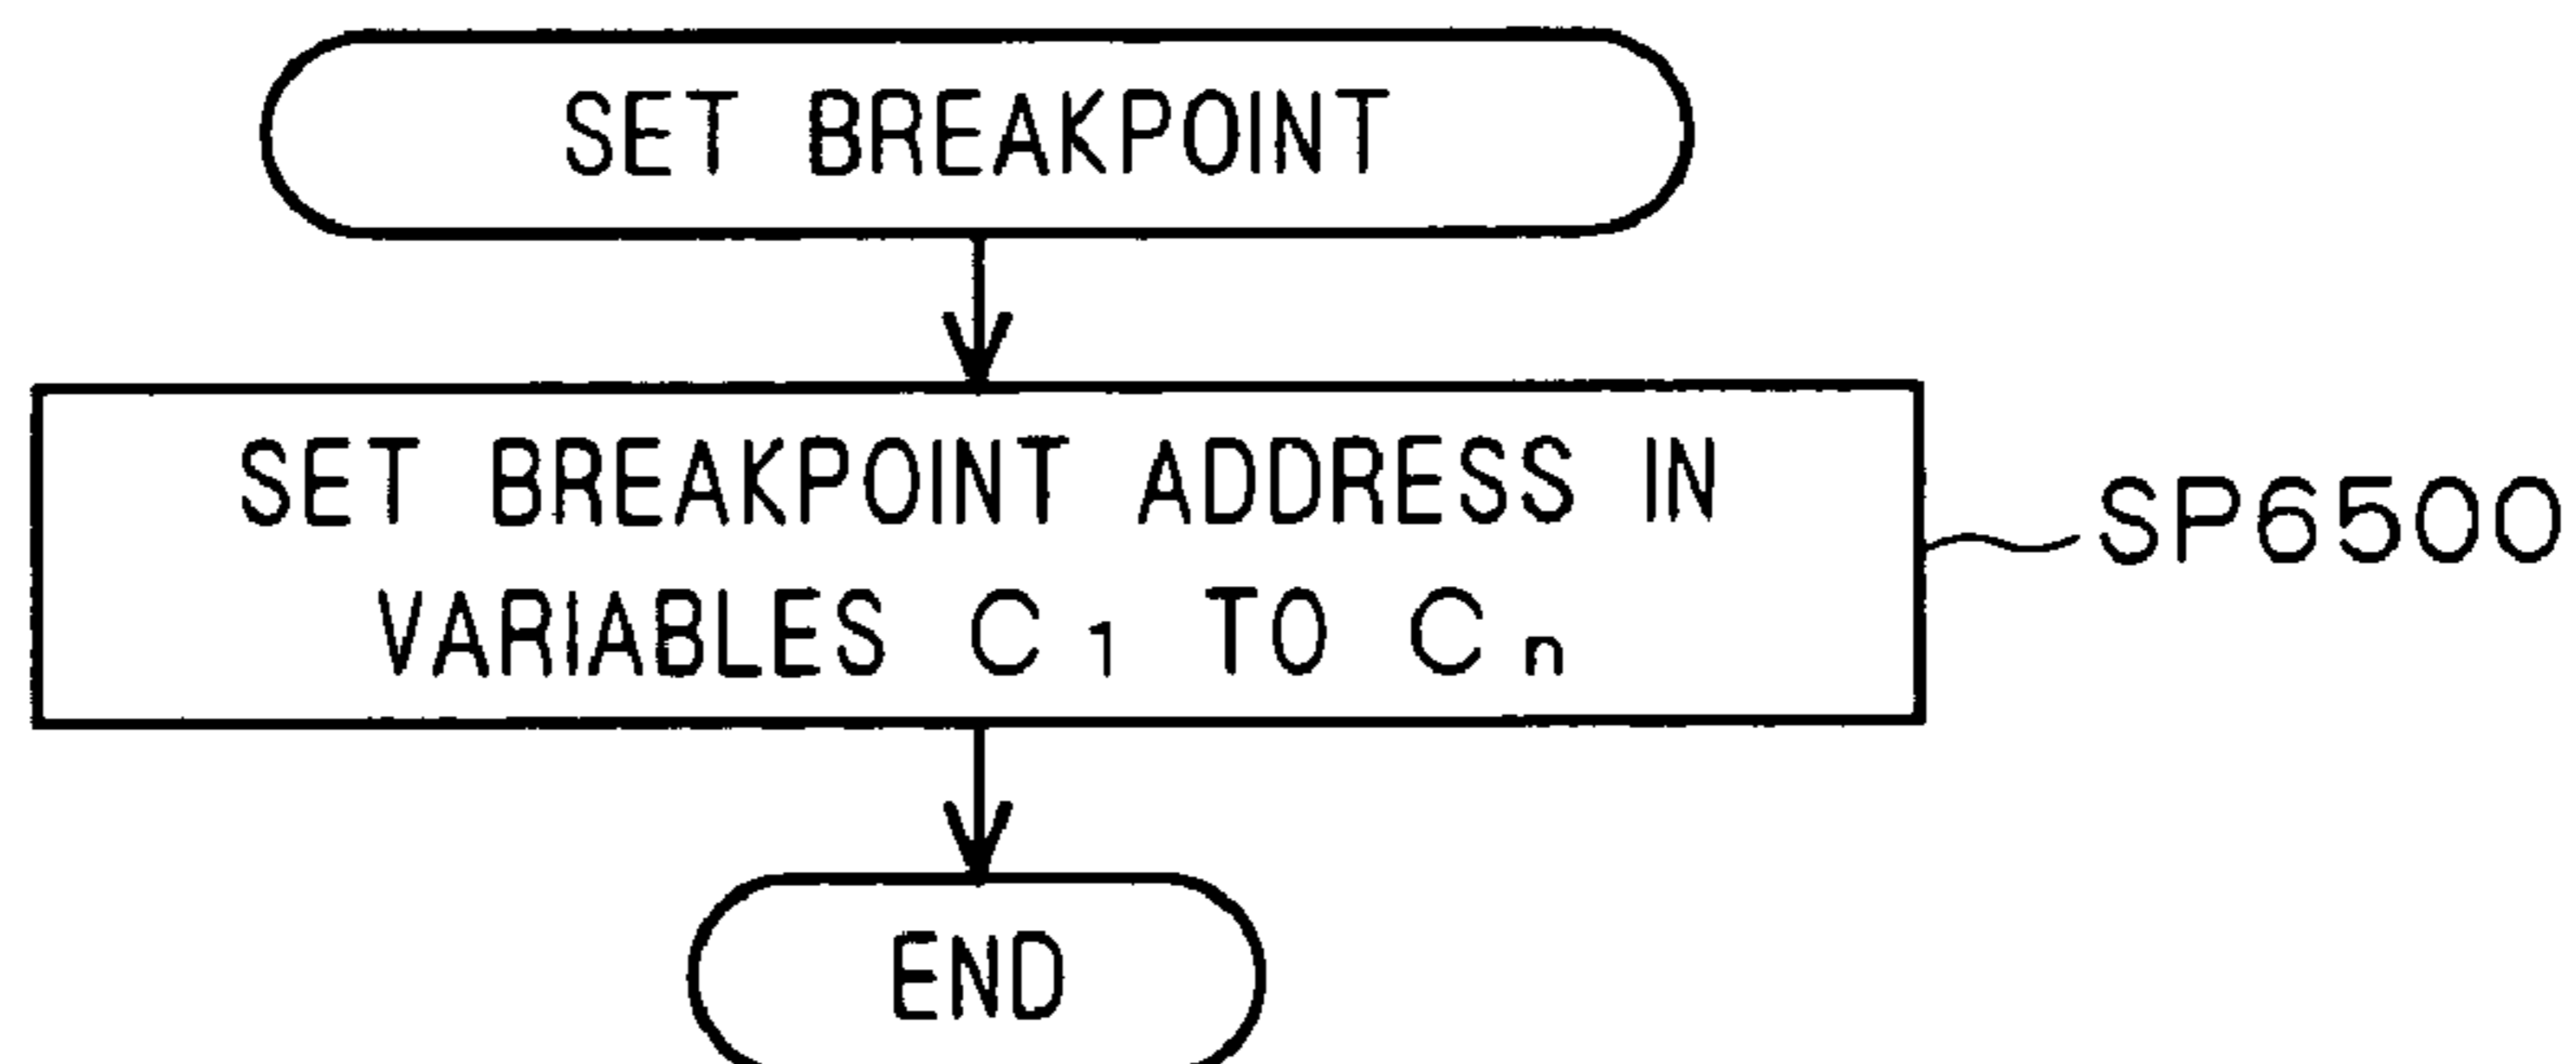 SET BREAKPOINT
SET BREAKPOINT ADDRESS IN
VARIABLES C₁ TO Cₙ
SP6500
END